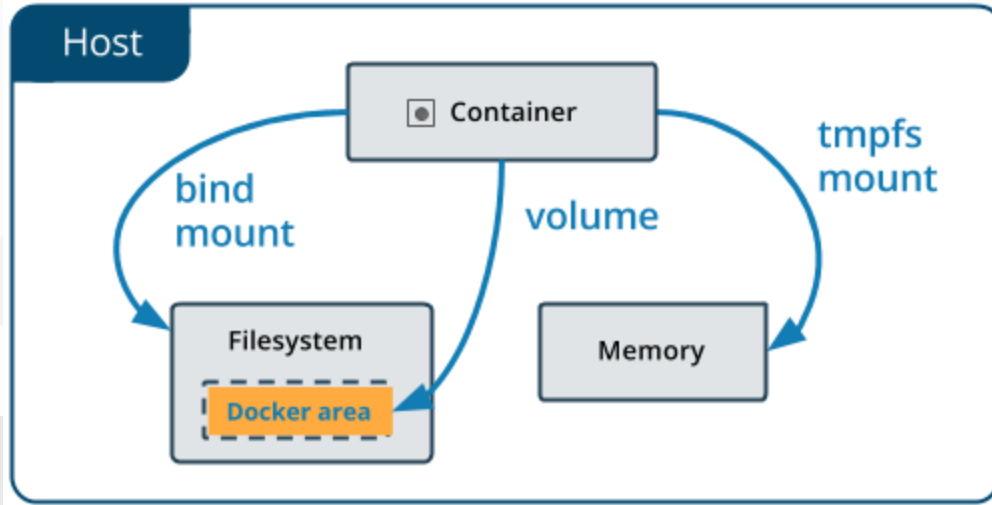 Host
Container
bind
mount
volume
tmpfs
mount
Filesystem
Docker area
Memory